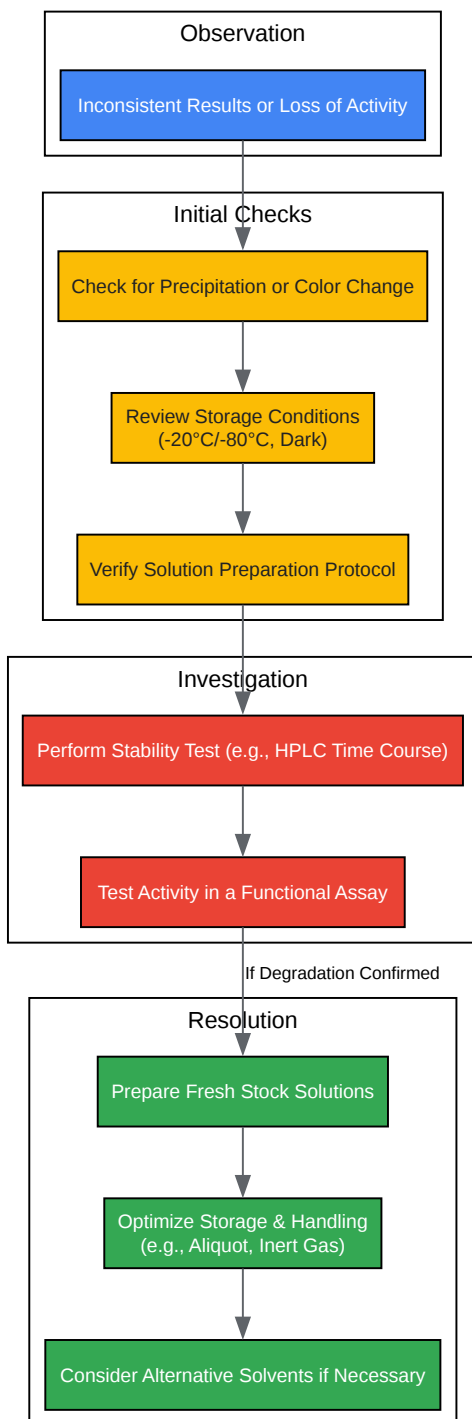 Observation
Inconsistent Results or Loss of Activity
Initial Checks
Check for Precipitation or Color Change
Review Storage Conditions
(-20°C/-80°C, Dark)
Verify Solution Preparation Protocol
Investigation
Perform Stability Test (e.g., HPLC Time Course)
Test Activity in a Functional Assay
If Degradation Confirmed
Resolution
Prepare Fresh Stock Solutions
Optimize Storage & Handling
(e.g., Aliquot, Inert Gas)
Consider Alternative Solvents if Necessary